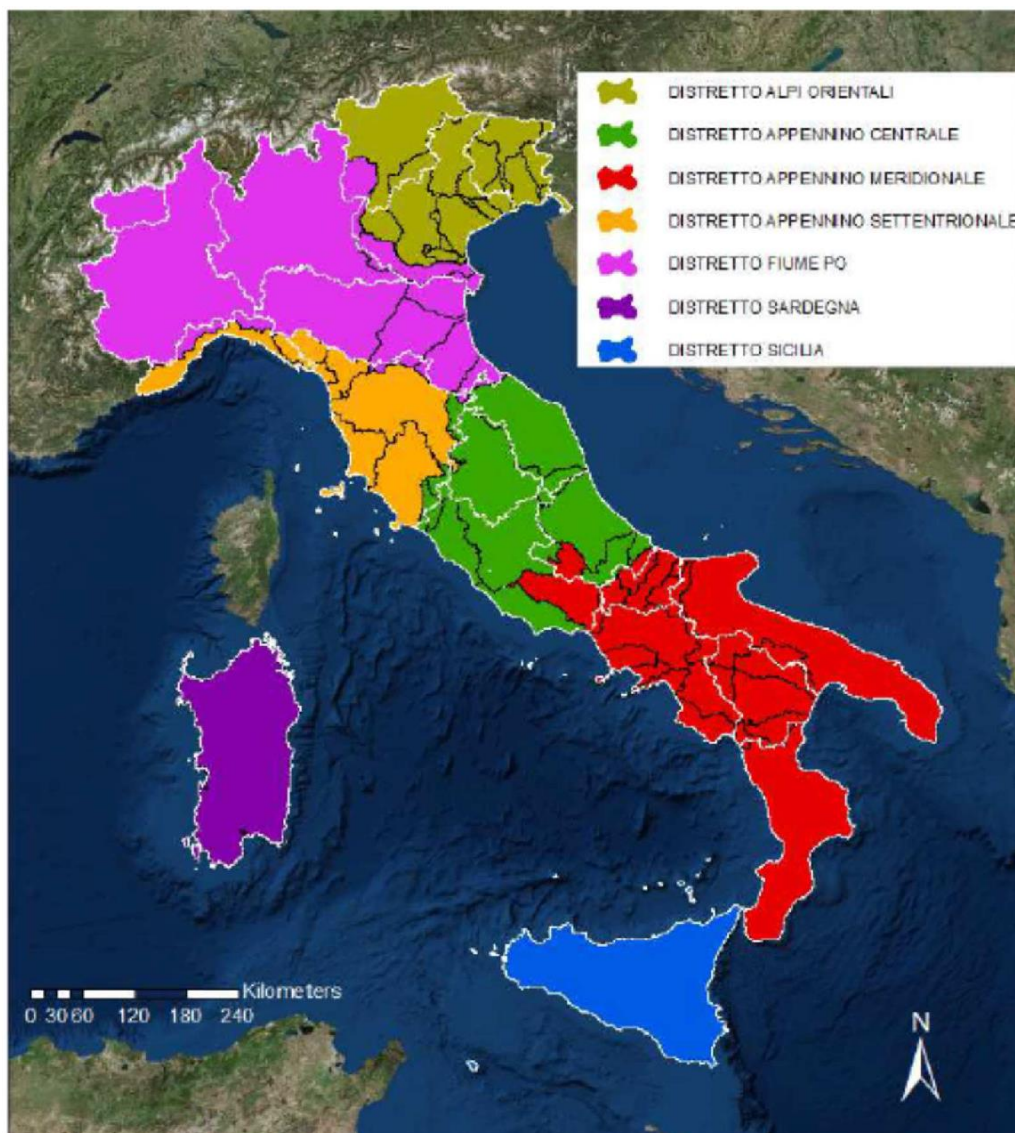 DISTRETTO ALPI ORIENTALI
DISTRETTO APPENNINO CENTRALE
DISTRETTO APPENNINO MERIDIONALE
DISTRETTO APPENNINO SETTENTRIONALE
DISTRETTO FIUME PO
DISTRETTO SARDEGNA
DISTRETTO SICILIA
Kilometers
0 30 60 120 180 240
N